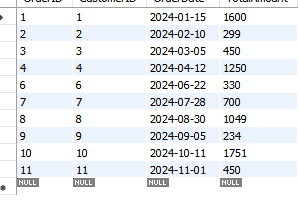 OrderID CustomerID OrderDate TotalAmount
1 1 2024-01-15 1600
2 2 2024-02-10 299
3 3 2024-03-05 450
4 4 2024-04-12 1250
6 6 2024-06-22 330
7 7 2024-07-28 700
8 8 2024-08-30 1049
9 9 2024-09-05 234
10 10 2024-10-11 1751
11 11 2024-11-01 450
NULL NULL NULL NULL